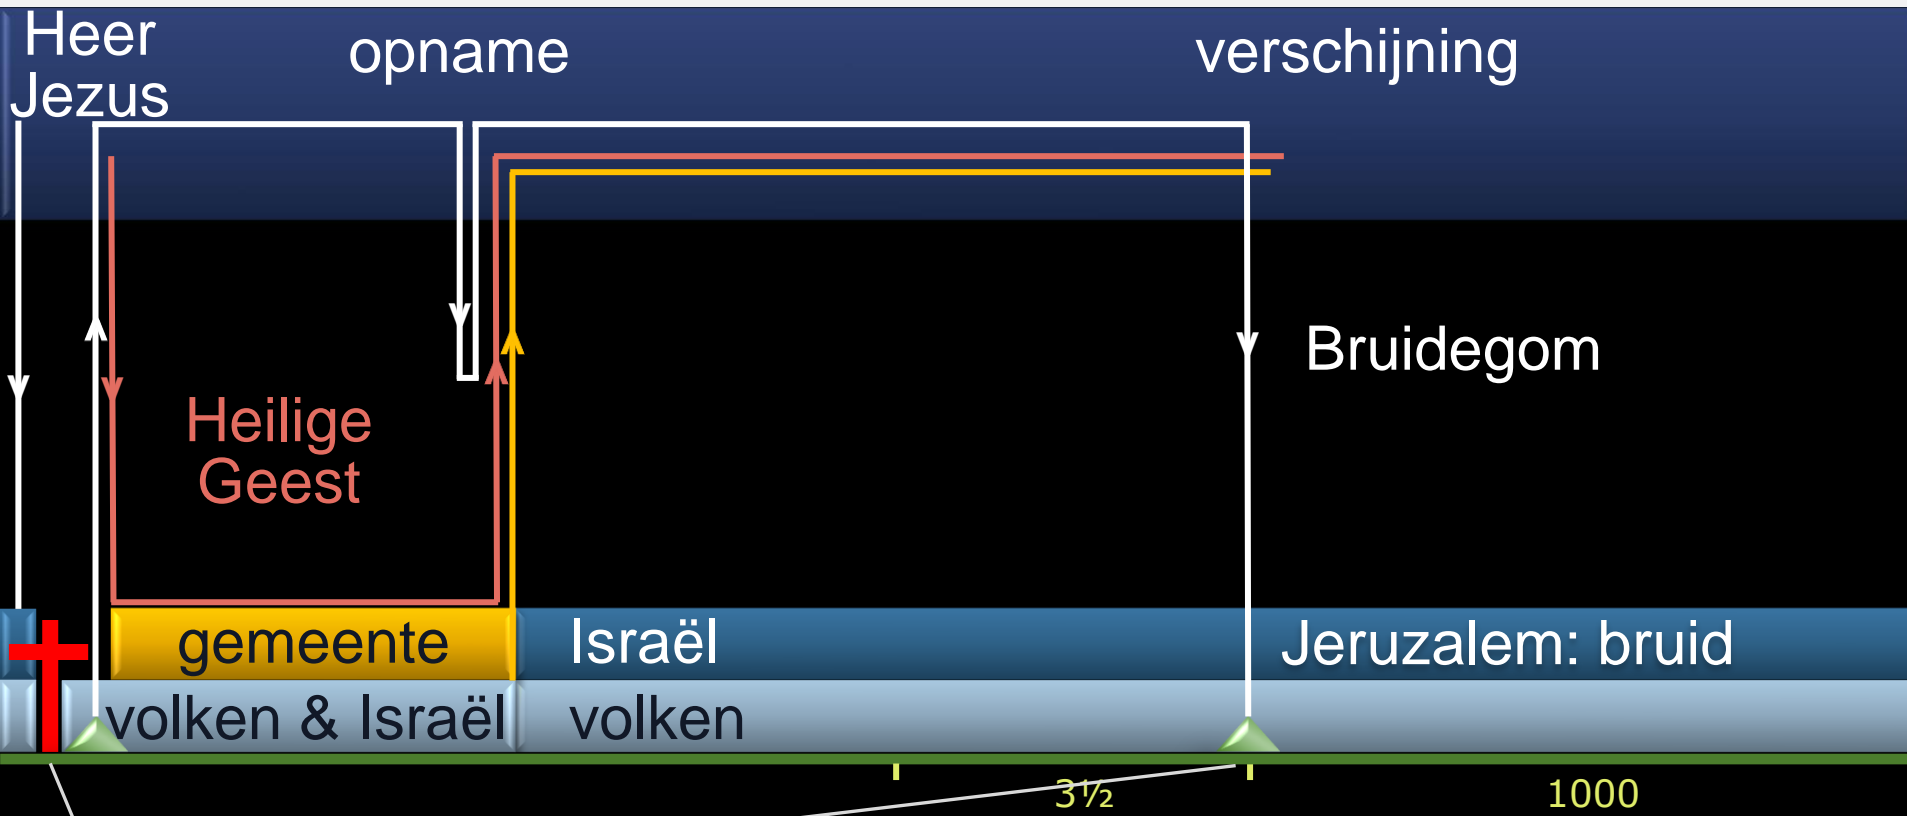 Heer
Jezus
opname
verschijning
Bruidegom
Heilige
Geest
gemeente
Israël
Jeruzalem: bruid
volken & Israël
volken
3½
1000